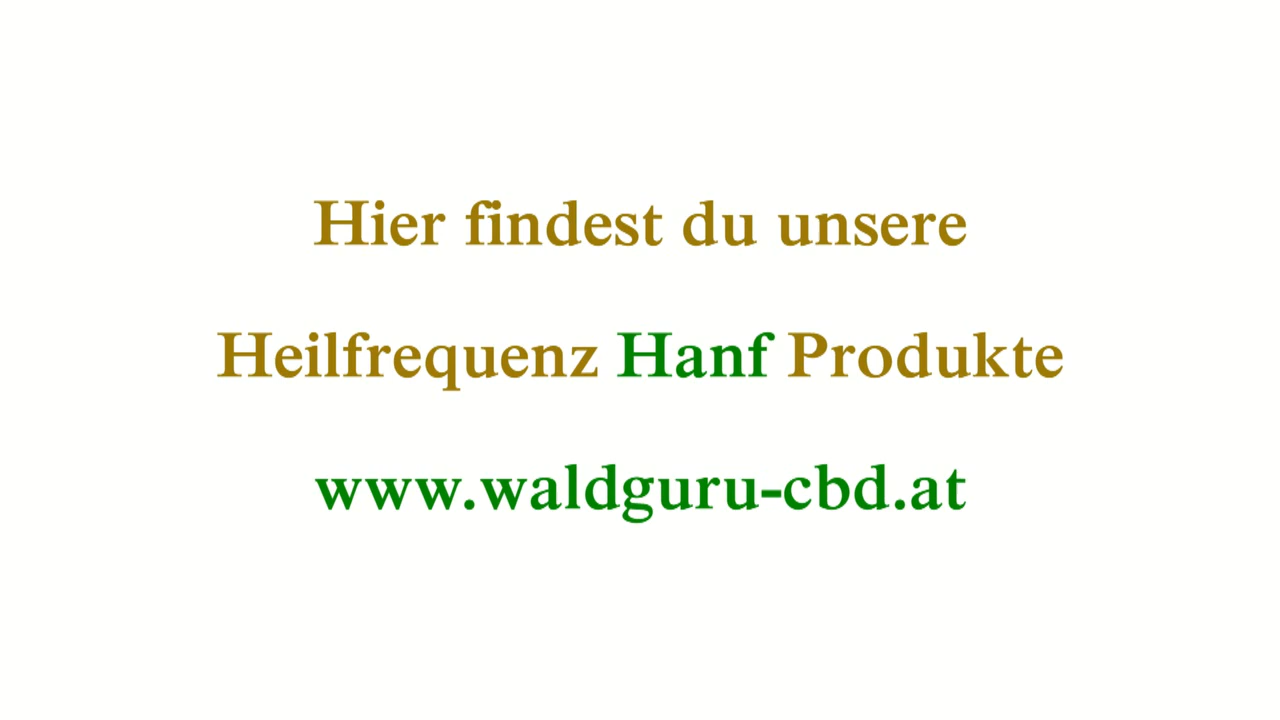 Hier findest du unsere
Heilfrequenz Hanf Produkte
www.waldguru-cbd.at